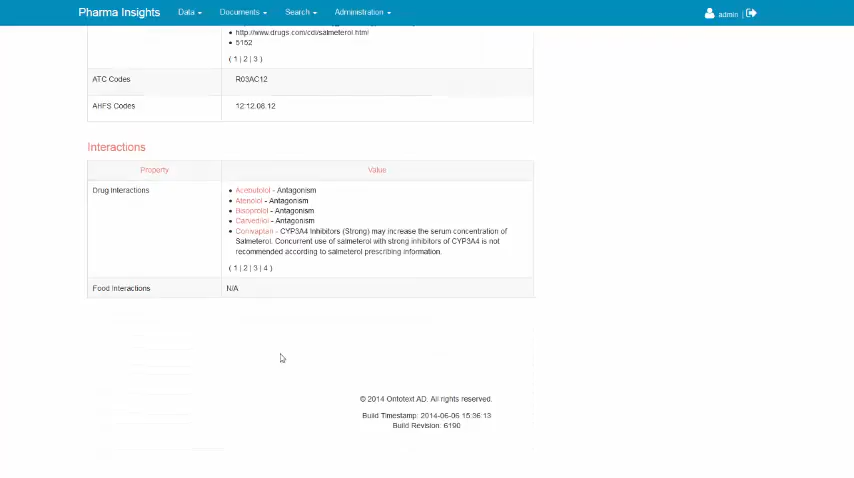 Pharma Insights Data Documents Search Administration admin |
• http://www.drugs.com/cdi/salmeterol.html
• 5152
( 1 | 2 | 3 )
ATC Codes R03AC12
AHFS Codes 12:12.08.12
Interactions
Property Value
Drug Interactions • Acebutolol - Antagonism
• Atenolol - Antagonism
• Bisoprolol - Antagonism
• Carvedilol - Antagonism
• Conivaptan - CYP3A4 Inhibitors (Strong) may increase the serum concentration of
Salmeterol. Concurrent use of salmeterol with strong inhibitors of CYP3A4 is not
recommended according to salmeterol prescribing information.
( 1 | 2 | 3 | 4 )
Food Interactions N/A
© 2014 Ontotext AD. All rights reserved.
Build Timestamp: 2014-06-06 15:36:13
Build Revision: 6190